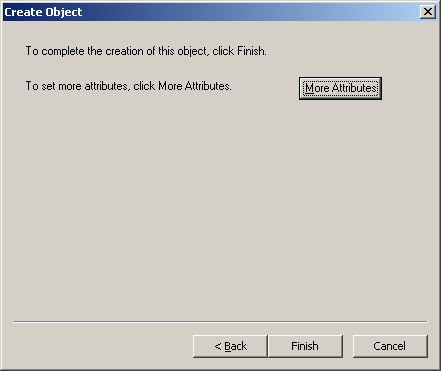 Create Object
To complete the creation of this object, click Finish.
To set more attributes, click More Attributes.
More Attributes
< Back
Finish
Cancel